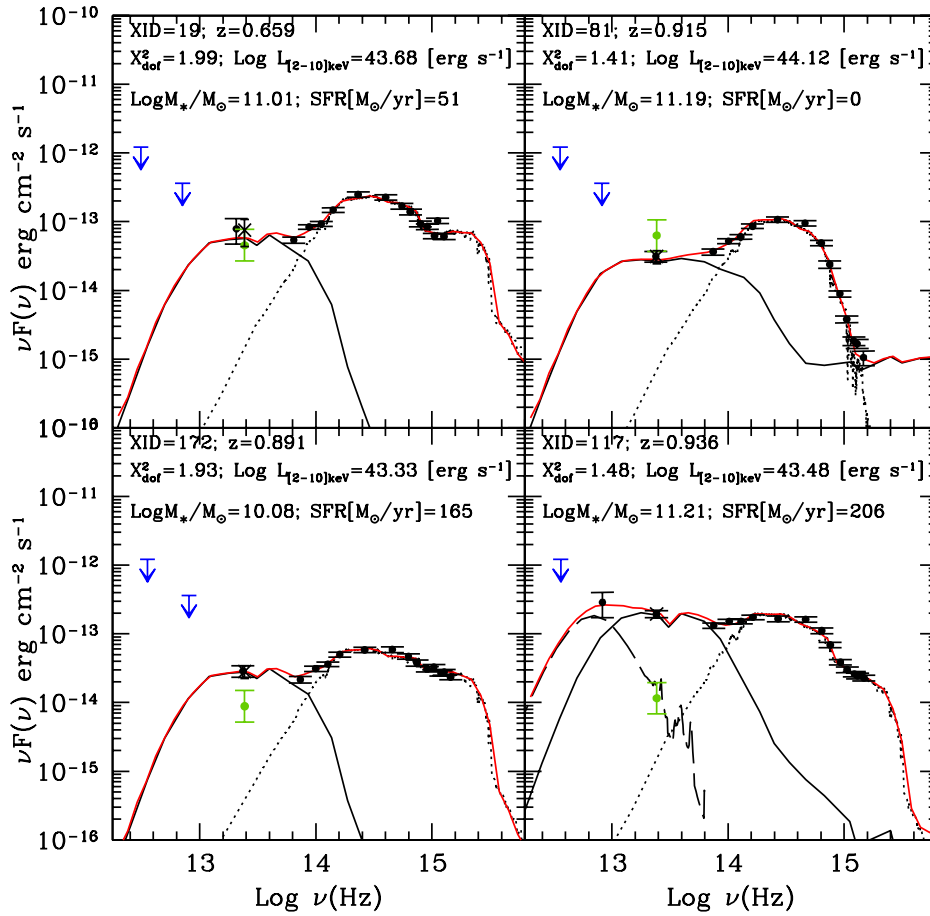 XID=19; z=0.659
χ²dof=1.99; Log L[2-10]keV=43.68 [erg s⁻¹]
LogM*/M⊙=11.01; SFR[M⊙/yr]=51
XID=81; z=0.915
χ²dof=1.41; Log L[2-10]keV=44.12 [erg s⁻¹]
LogM*/M⊙=11.19; SFR[M⊙/yr]=0
10⁻¹⁰
10⁻¹¹
10⁻¹²
10⁻¹³
10⁻¹⁴
10⁻¹⁵
10⁻¹⁶
νF(ν) erg cm⁻² s⁻¹
XID=172; z=0.891
χ²dof=1.93; Log L[2-10]keV=43.33 [erg s⁻¹]
LogM*/M⊙=10.08; SFR[M⊙/yr]=165
XID=117; z=0.936
χ²dof=1.48; Log L[2-10]keV=43.48 [erg s⁻¹]
LogM*/M⊙=11.21; SFR[M⊙/yr]=206
10⁻¹¹
10⁻¹²
10⁻¹³
10⁻¹⁴
10⁻¹⁵
10⁻¹⁶
νF(ν) erg cm⁻² s⁻¹
13 14 15
13 14 15
Log ν(Hz)
Log ν(Hz)